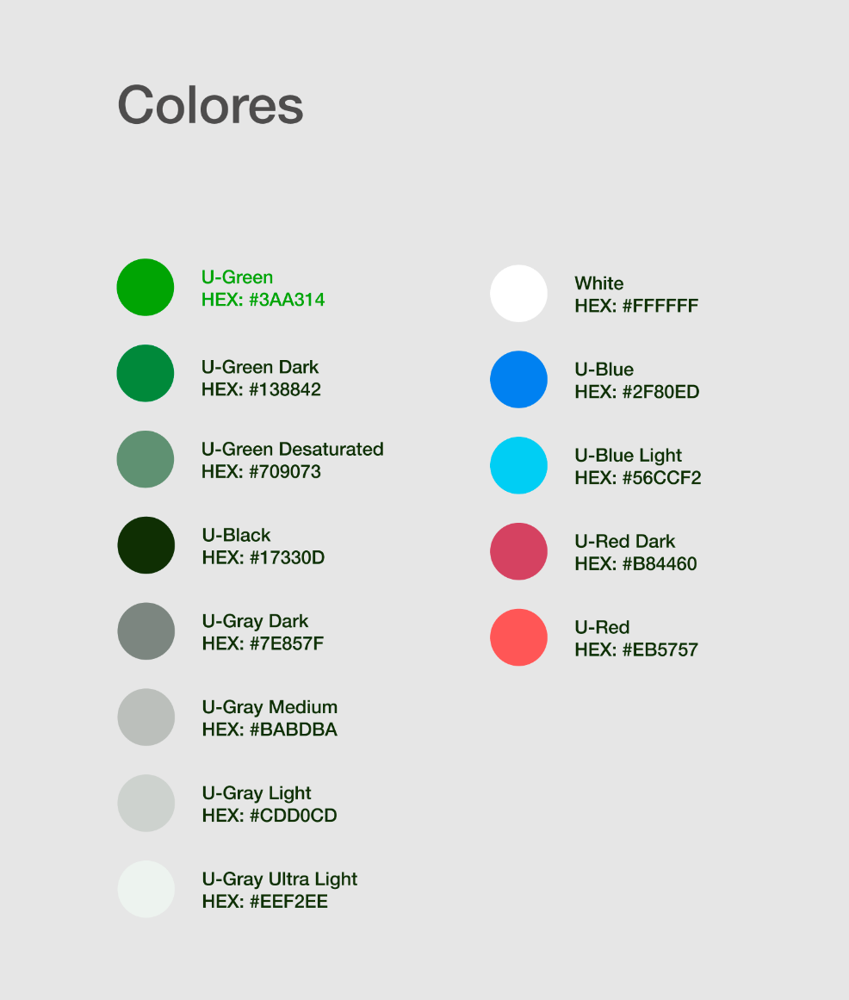 Colores
U-Green
HEX: #3AA314
U-Green Dark
HEX: #138842
U-Green Desaturated
HEX: #709073
U-Black
HEX: #17330D
U-Gray Dark
HEX: #7E857F
U-Gray Medium
HEX: #BABDBA
U-Gray Light
HEX: #CDD0CD
U-Gray Ultra Light
HEX: #EEF2EE
White
HEX: #FFFFFF
U-Blue
HEX: #2F80ED
U-Blue Light
HEX: #56CCF2
U-Red Dark
HEX: #B84460
U-Red
HEX: #EB5757